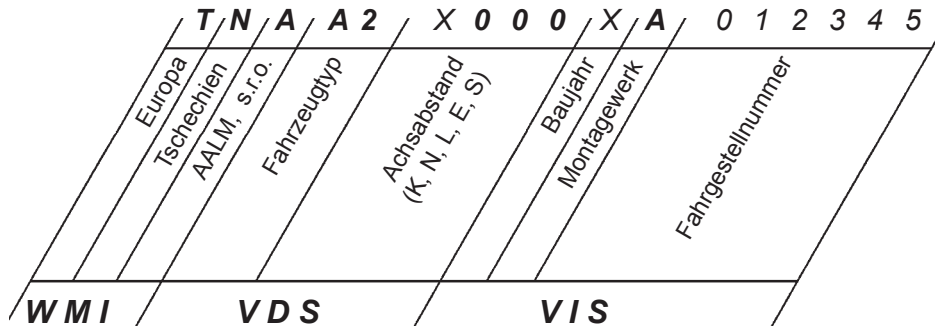 T N A A 2 X 0 0 0 X A 0 1 2 3 4 5
Europa
Tschechien
AALM, s.r.o.
Fahrzeugtyp
Achsabstand
(K, N, L, E, S)
Baujahr
Montagewerk
Fahrgestellnummer
W M I V D S V I S